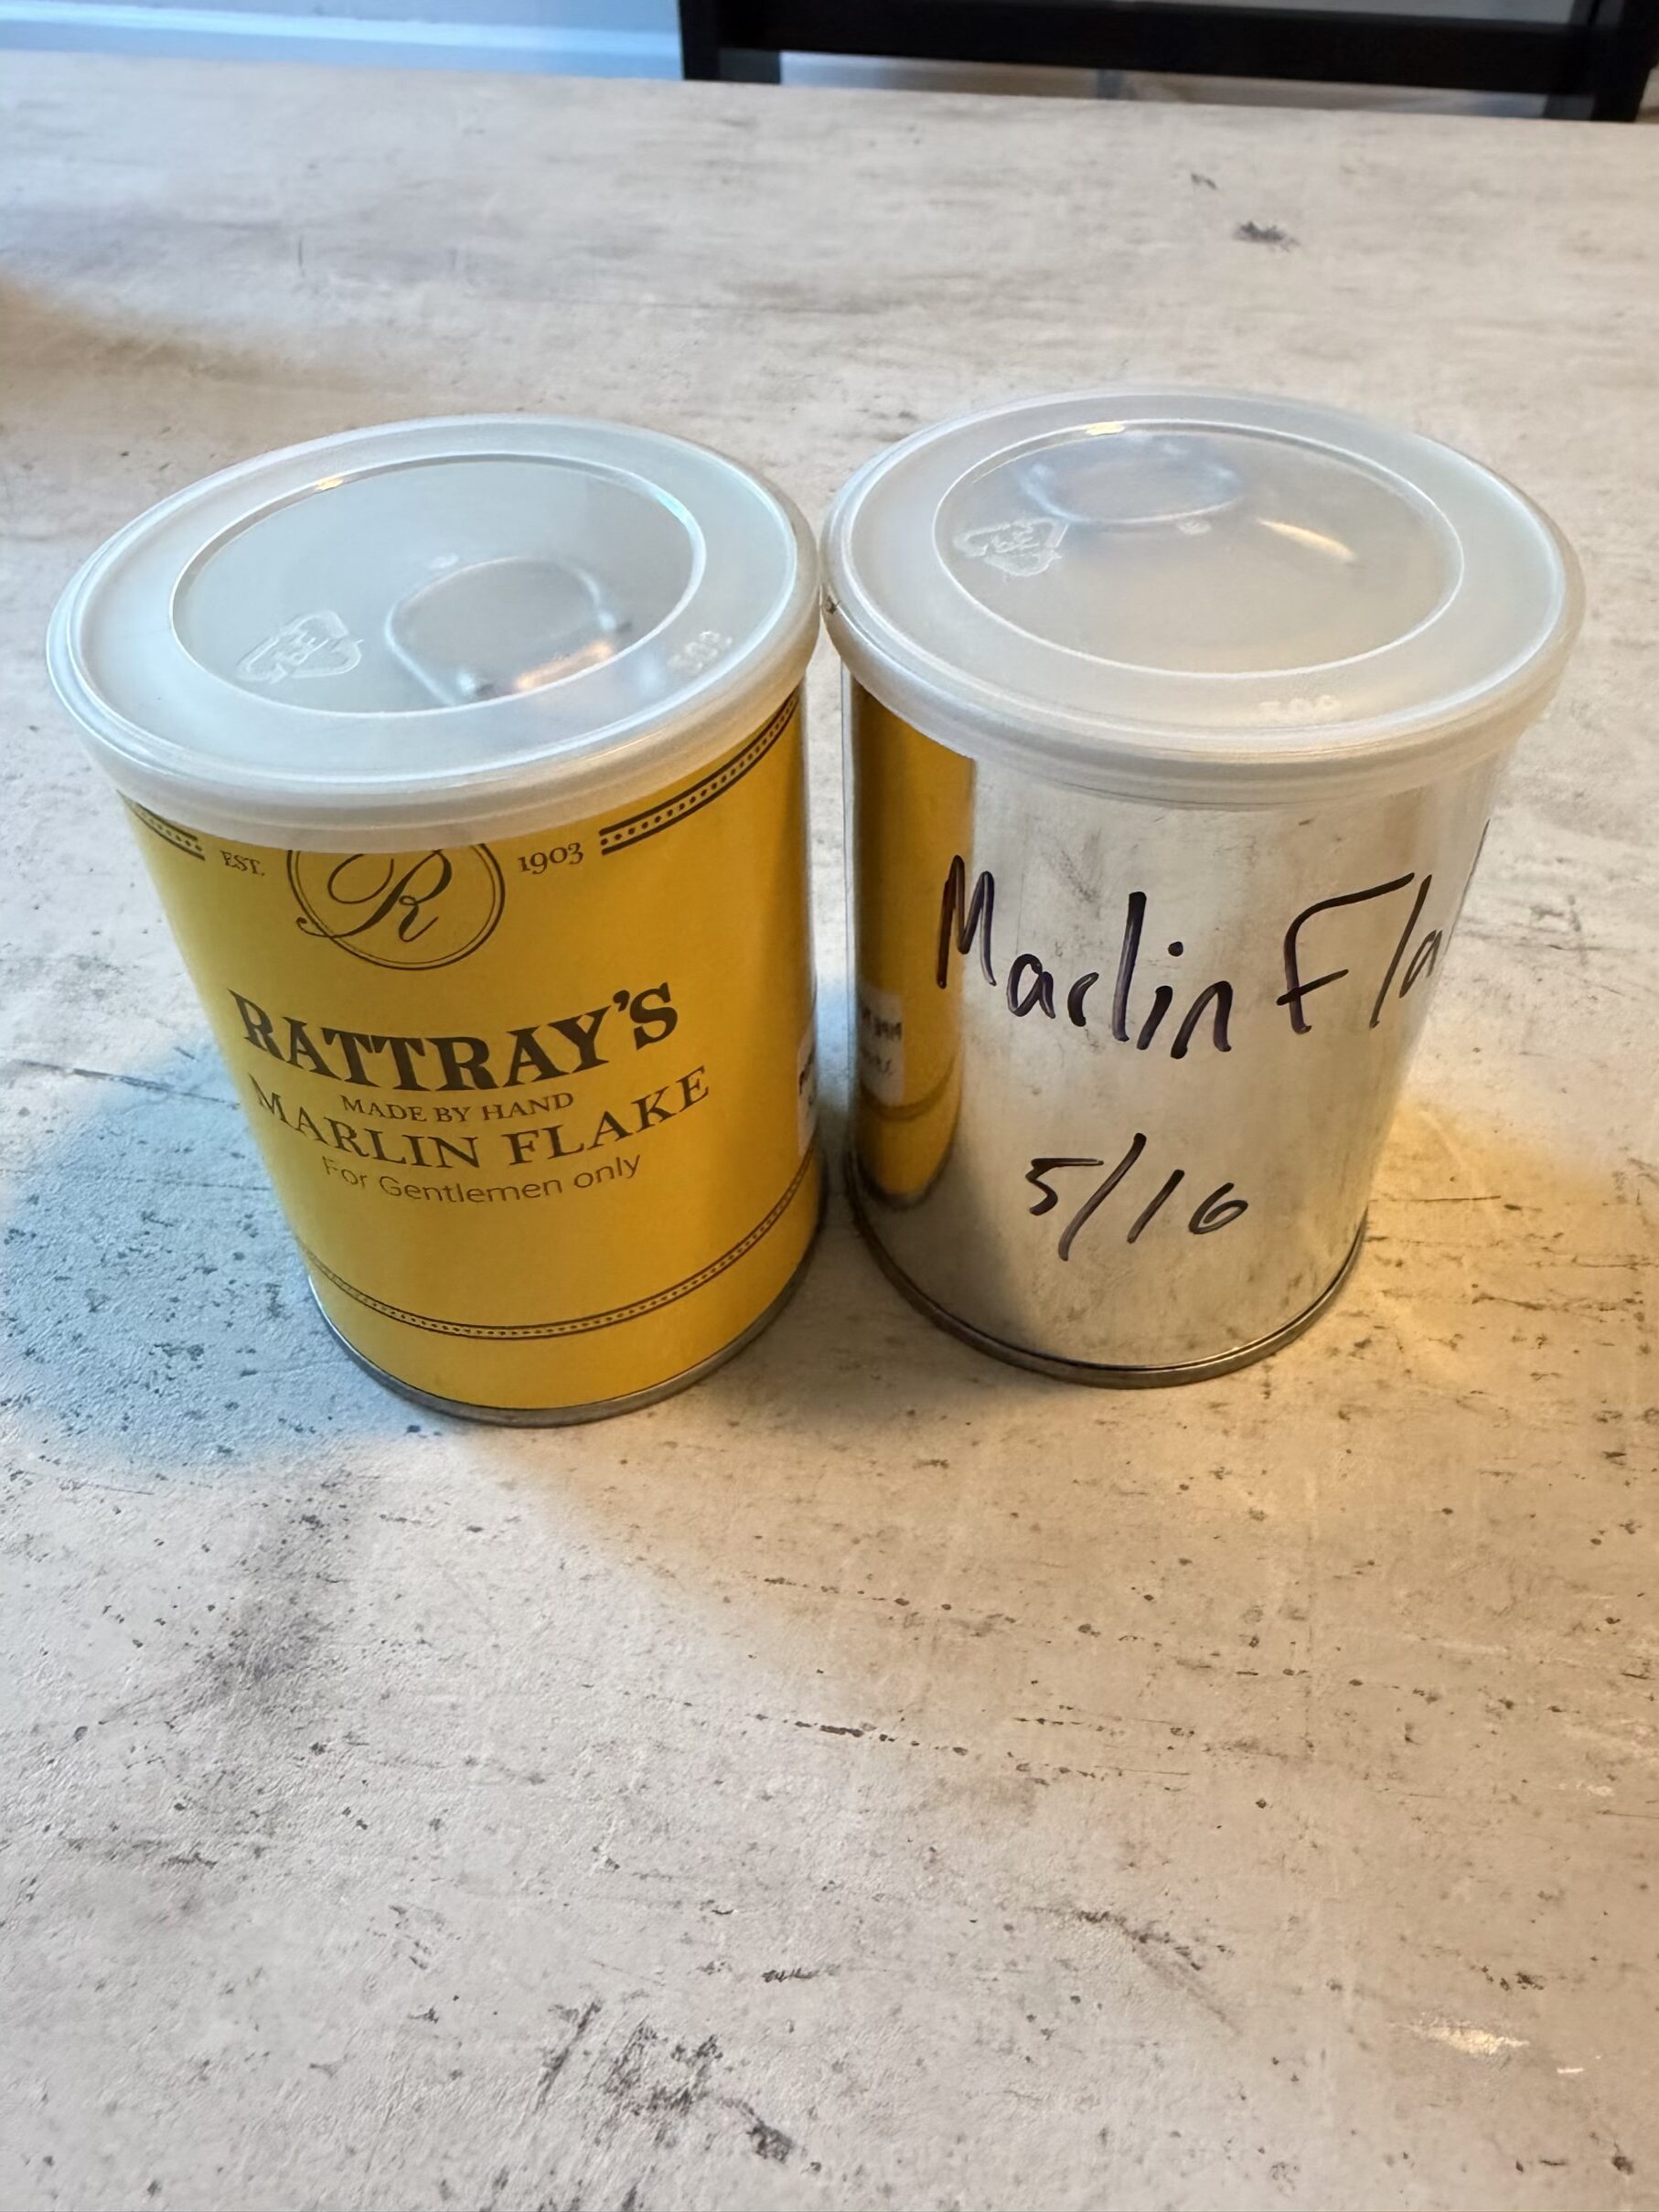 EST. R 1903
RATTRAY'S
MADE BY HAND
MARLIN FLAKE
For Gentlemen only
Marlin Fla
5/16